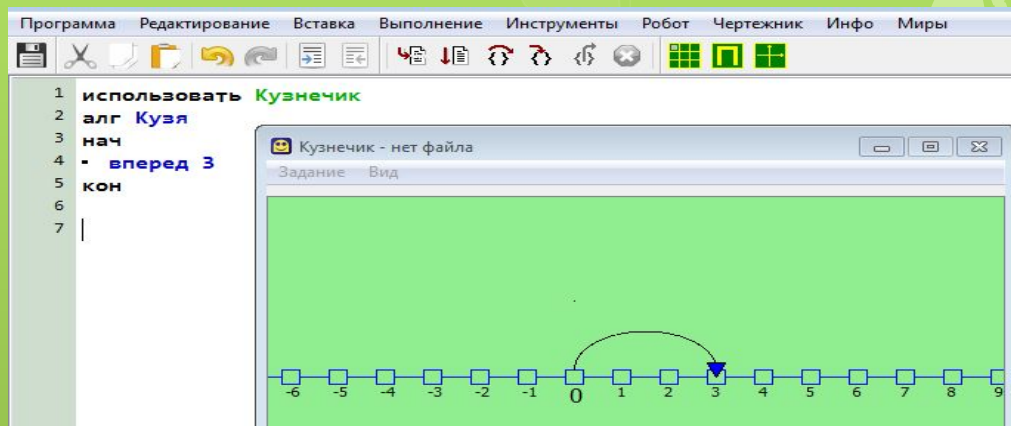 Программа Редактирование Вставка Выполнение Инструменты Робот Чертежник Инфо Миры
1 использовать Кузнечик
2 алг Кузя
3 нач
4 вперед 3
5 кон
6
7
Кузнечик - нет файла
Задание Вид
-6 -5 -4 -3 -2 -1 0 1 2 3 4 5 6 7 8 9